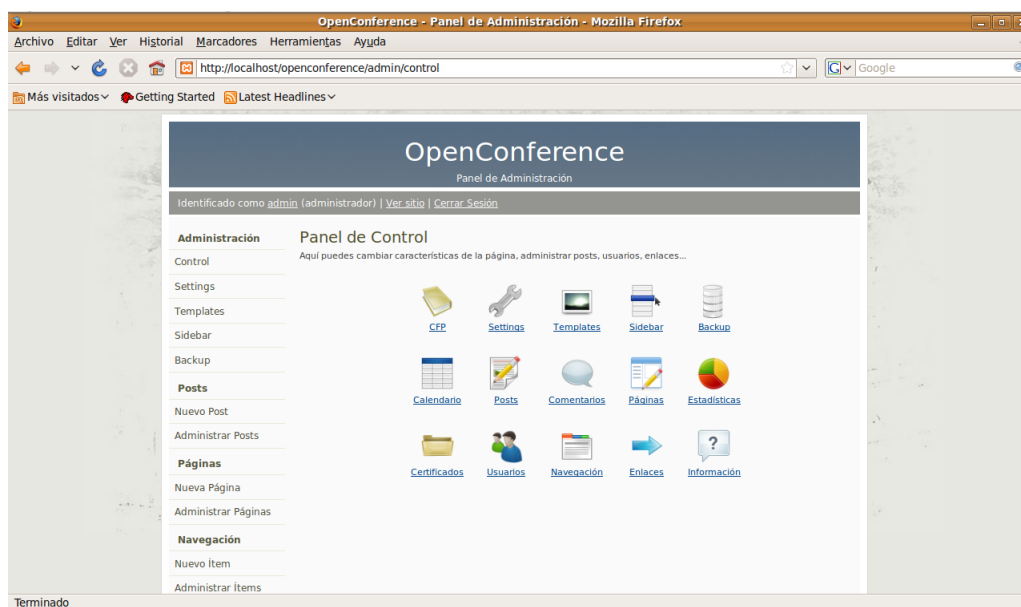 OpenConference - Panel de Administración - Mozilla Firefox
Archivo Editar Ver Historial Marcadores Herramientas Ayuda
http://localhost/openconference/admin/control
Google
Más visitados Getting Started Latest Headlines
OpenConference
Panel de Administración
Identificado como admin (administrador) | Ver sitio | Cerrar Sesión
Administración
Control
Settings
Templates
Sidebar
Backup
Posts
Nuevo Post
Administrar Posts
Páginas
Nueva Página
Administrar Páginas
Navegación
Nuevo Ítem
Administrar Ítems
Panel de Control
Aquí puedes cambiar características de la página, administrar posts, usuarios, enlaces...
CFP Settings Templates Sidebar Backup
Calendario Posts Comentarios Páginas Estadísticas
Certificados Usuarios Navegación Enlaces Información
Terminado